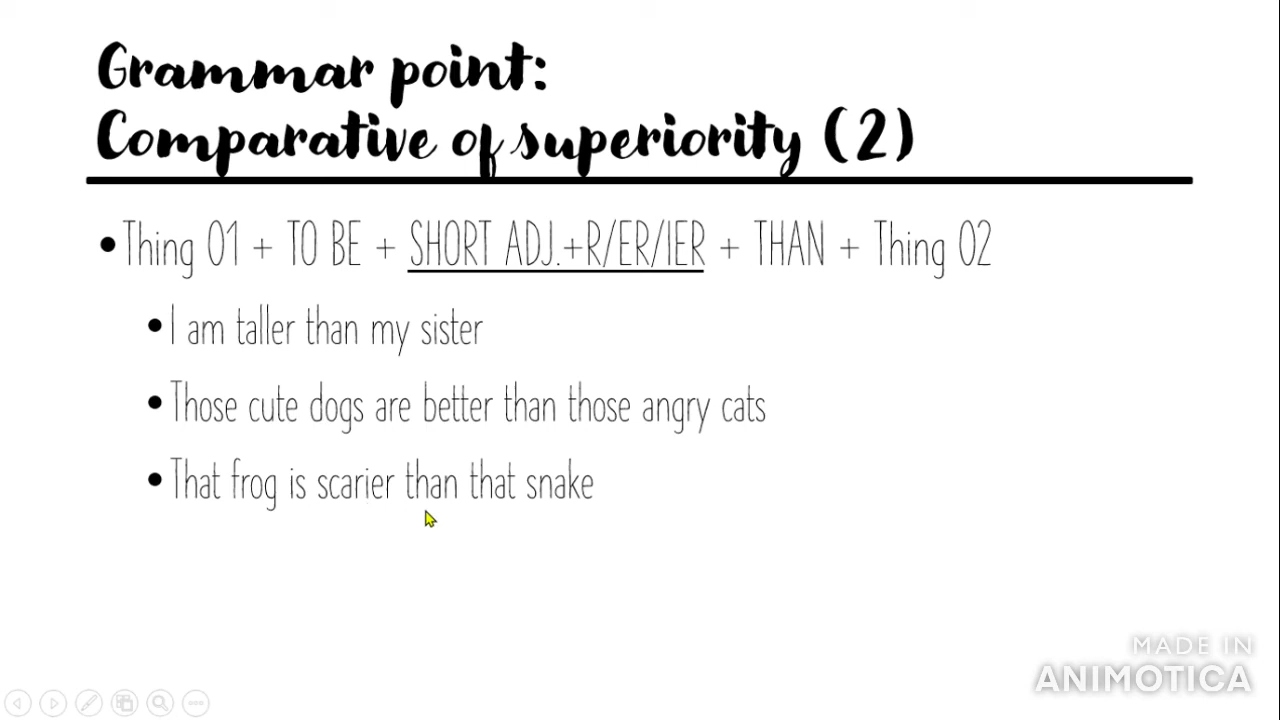 Grammar point:
Comparative of superiority (2)
•Thing 01 + TO BE + SHORT ADJ.+R/ER/IER + THAN + Thing 02
•I am taller than my sister
•Those cute dogs are better than those angry cats
•That frog is scarier than that snake
MADE IN
ANIMOTICA